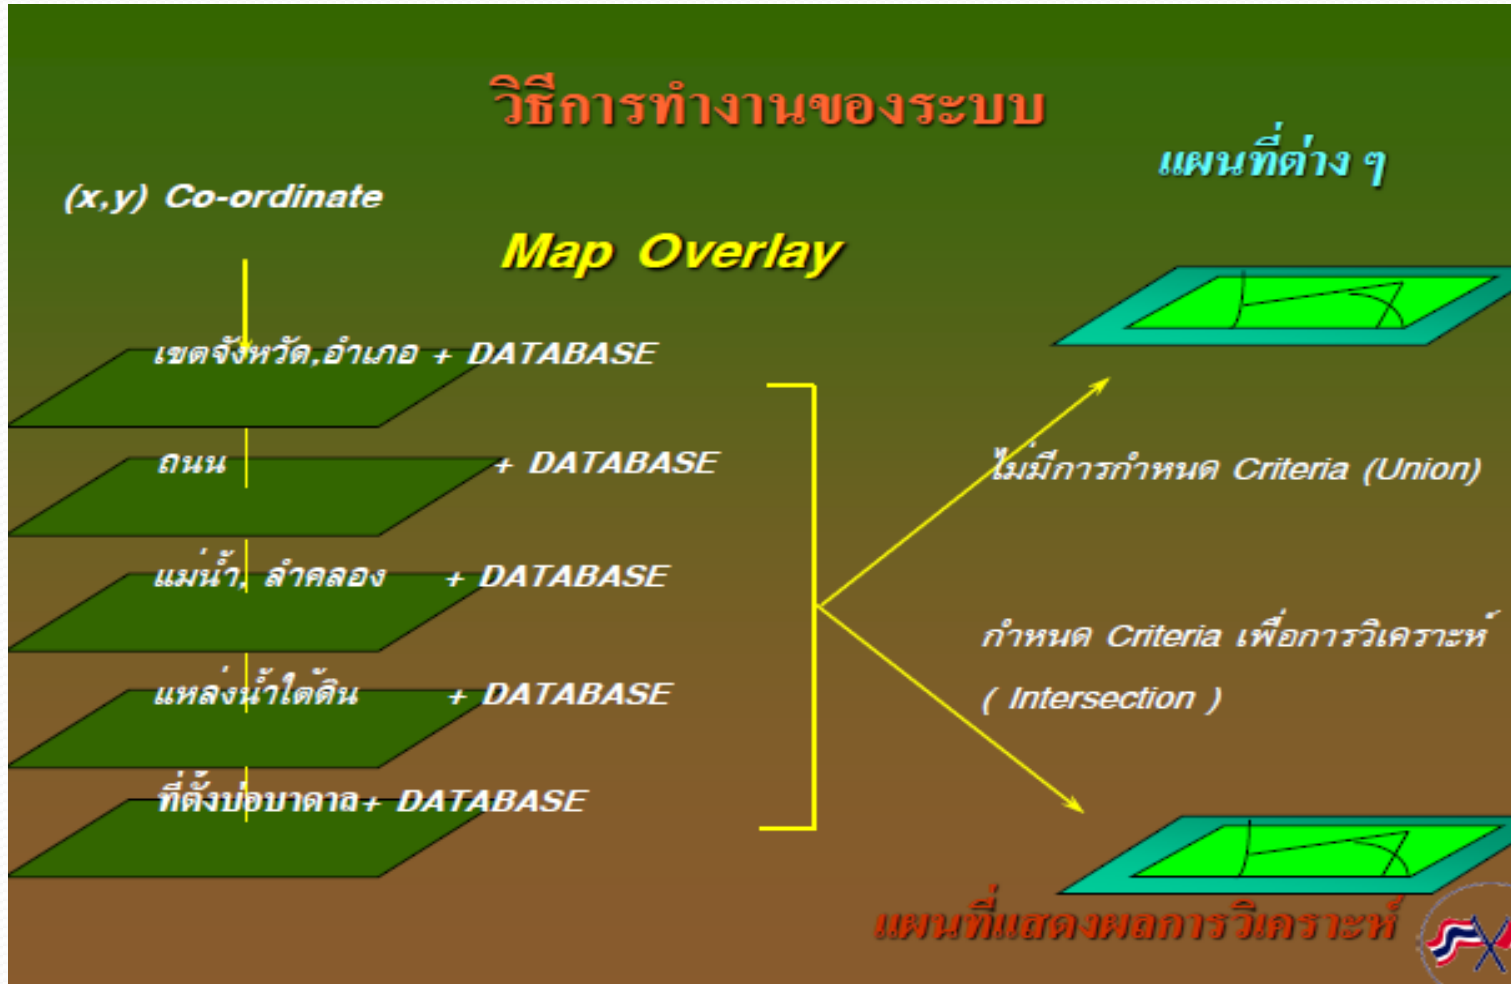 วิธีการทำงานของระบบ
แผนที่ต่าง ๆ
(x,y) Co-ordinate
Map Overlay
เขตจังหวัด,อำเภอ + DATABASE
ถนน + DATABASE
แม่น้ำ, ลำคลอง + DATABASE
แหล่งน้ำใต้ดิน + DATABASE
ที่ตั้งบ่อบาดาล+ DATABASE
ไม่มีการกำหนด Criteria (Union)
กำหนด Criteria เพื่อการวิเคราะห์
( Intersection )
แผนที่แสดงผลการวิเคราะห์